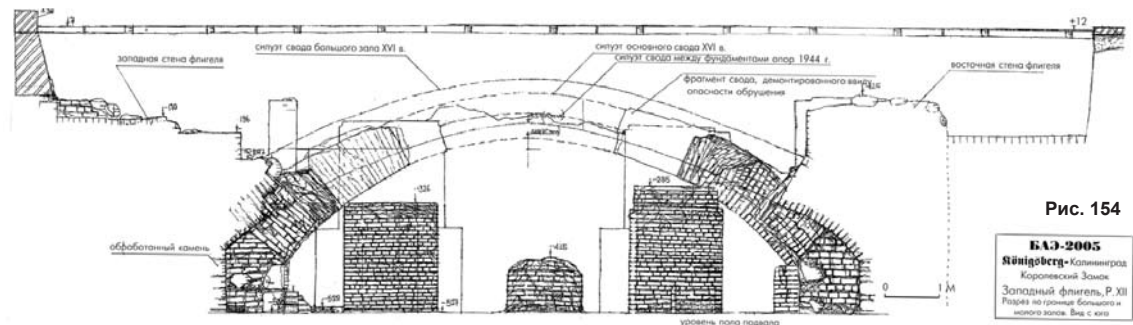 +12
силуэт свода большого зала XVI в.
силуэт основного свода XVI в.
силуэт свода между фундаментами опор 1944 г.
западная стена флигеля
фрагмент свода, демонтированного ввиду
опасности обрушения
восточная стена флигеля
обработанный камень
уровень пола подвала
0 1 М
Рис. 154
БАЭ-2005
Königsberg-Калининград
Королевский Замок
Западный флигель, Р. XII
Разрез по границе большого и
малого залов. Вид с юга